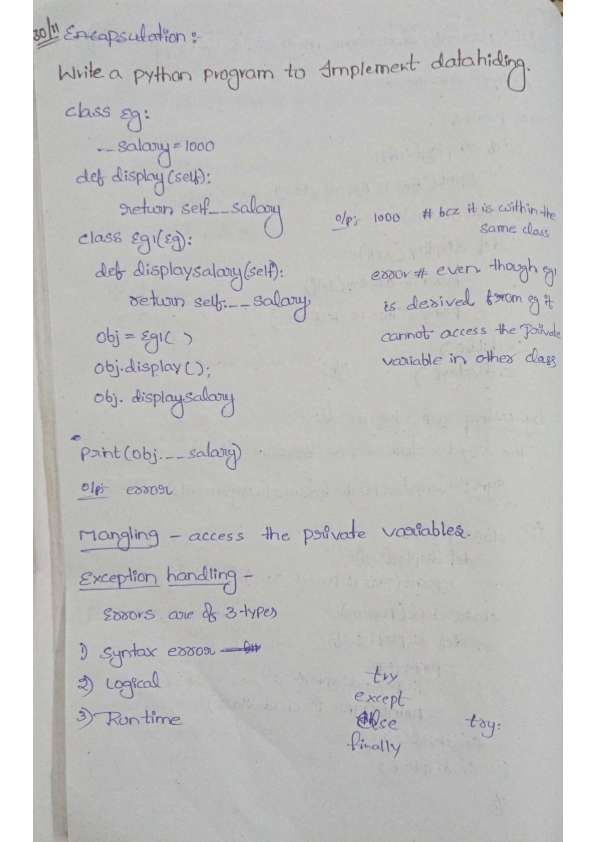 30/11 Encapsulation:-
Write a python program to Implement datahiding.
class Eg:
__salary=1000
def display(self):
return self__salary
o/p:- 1000 # bcz it is within the
same class
class Eg1(Eg):
def displaysalary(self):
return self.__salary,
error # even though eg1
is derived from eg it
cannot access the private
variable in other class
obj = Eg1( )
obj.display();
obj. displaysalary
print(obj.__salary)
o/p:- error
Mangling - access the private variables.
Exception handling -
Errors are of 3-types
1) syntax error
2) Logical
3) Runtime
try
except
else
finally
try: